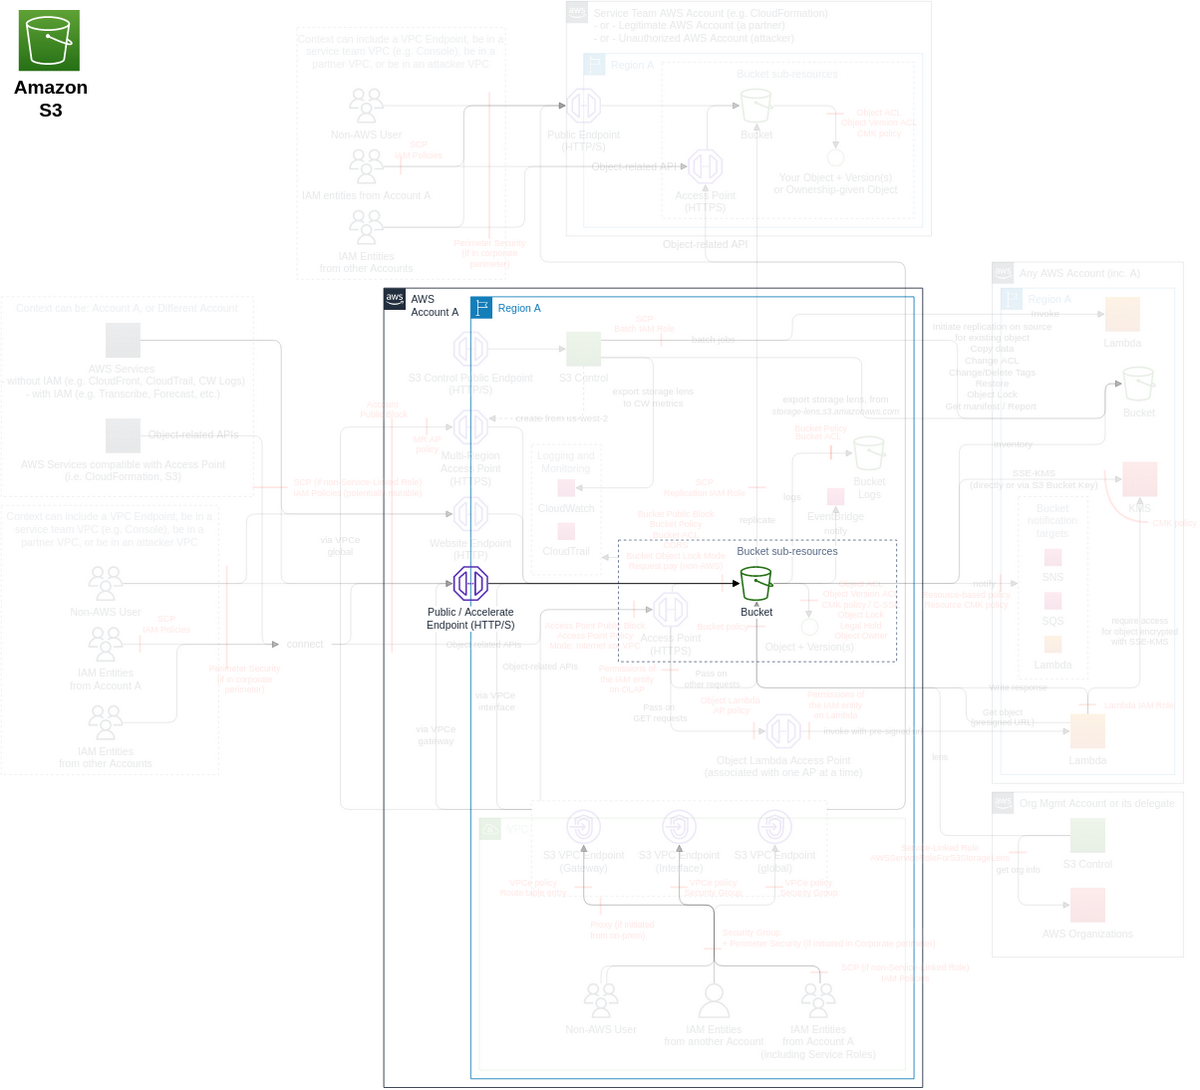 Amazon
S3
Service Team AWS Account (e.g. CloudFormation)
- or - Legitimate AWS Account (a partner)
- or - Unauthorized AWS Account (attacker)
Context can include a VPC Endpoint, be in a
service team VPC (e.g. Console), be in a
partner VPC, or be in an attacker VPC
Region A
Bucket sub-resources
Non-AWS User
Public Endpoint
(HTTP/S)
Bucket
Object ACL
Object Version ACL
CMK policy
SCP
IAM Policies
IAM entities from Account A
Object-related API
Access Point
(HTTPS)
Your Object + Version(s)
or Ownership-given Object
IAM Entities
from other Accounts
Perimeter Security
(if in corporate
perimeter)
Object-related API
Any AWS Account (inc. A)
Region A
AWS
Account A
Region A
Context can be: Account A, or Different Account
AWS Services
- without IAM (e.g. CloudFront, CloudTrail, CW Logs)
- with IAM (e.g. Transcribe, Forecast, etc.)
S3 Control Public Endpoint
(HTTP/S)
S3 Control
SCP
Batch IAM Role
batch jobs
invoke
Lambda
Initiate replication on source
for existing object
Copy data
Change ACL
Change/Delete Tags
Restore
Object Lock
Get manifest / Report
Bucket
export storage lens
to CW metrics
export storage lens, from
storage-lens.s3.amazonaws.com
create from us-west-2
Account
Public Block
MR AP
policy
Multi-Region
Access Point
(HTTPS)
Object-related APIs
AWS Services compatible with Access Point
(i.e. CloudFormation, S3)
Logging and
Monitoring
CloudWatch
CloudTrail
Bucket Policy
Bucket ACL
Bucket
Logs
logs
inventory
SSE-KMS
(directly or via S3 Bucket Key)
KMS
CMK policy
SCP (if non-Service-Linked Role)
SCP
Replication IAM Role
replicate
EventBridge
notify
Bucket
notification
targets
SNS
SQS
Lambda
Context can include a VPC Endpoint, be in a
service team VPC (e.g. Console), be in a
partner VPC, or be in an attacker VPC
via VPCe
global
Website Endpoint
(HTTP)
Bucket Public Block
Bucket Policy
Bucket ACL
Bucket Object Lock Mode
Request pay (non-AWS)
Bucket sub-resources
Non-AWS User
Public / Accelerate
Endpoint (HTTP/S)
Bucket
notify
Resource-based policy
Resource CMK policy
SCP
IAM Policies
IAM Entities
from Account A
connect
Object-related APIs
Access Point Public Block
Access Point Policy
Mode: Internet or VPC
Access Point
(HTTPS)
Bucket policy
Object ACL
Object Version ACL
Object Lock
Legal Hold
Object Owner
Object + Version(s)
require access
for object encrypted
with SSE-KMS
Perimeter Security
(if in corporate
perimeter)
Object-related APIs
Permissions of
the IAM entity
on OLAP
Pass on
other requests
Pass on
GET requests
Object Lambda
AP policy
Permissions of
the IAM entity
on Lambda
Write response
Get object
(presigned URL)
Lambda IAM Role
Lambda
via VPCe
interface
via VPCe
gateway
IAM Entities
from other Accounts
Object Lambda Access Point
(associated with one AP at a time)
lens
Org Mgmt Account or its delegate
S3 Control
Service-Linked Role
get org info
AWS Organizations
VPC
S3 VPC Endpoint
(Gateway)
S3 VPC Endpoint
(Interface)
S3 VPC Endpoint
(global)
VPCe policy
Route table entry
VPCe policy
Security Group
VPCe policy
Security Group
Proxy (if initiated
from on-prem)
Security Group
+ Perimeter Security (if initiated in Corporate perimeter)
SCP (if non-Service-Linked Role)
IAM Policies
Non-AWS User
IAM Entities
from another Account
IAM Entities
from Account A
(including Service Roles)